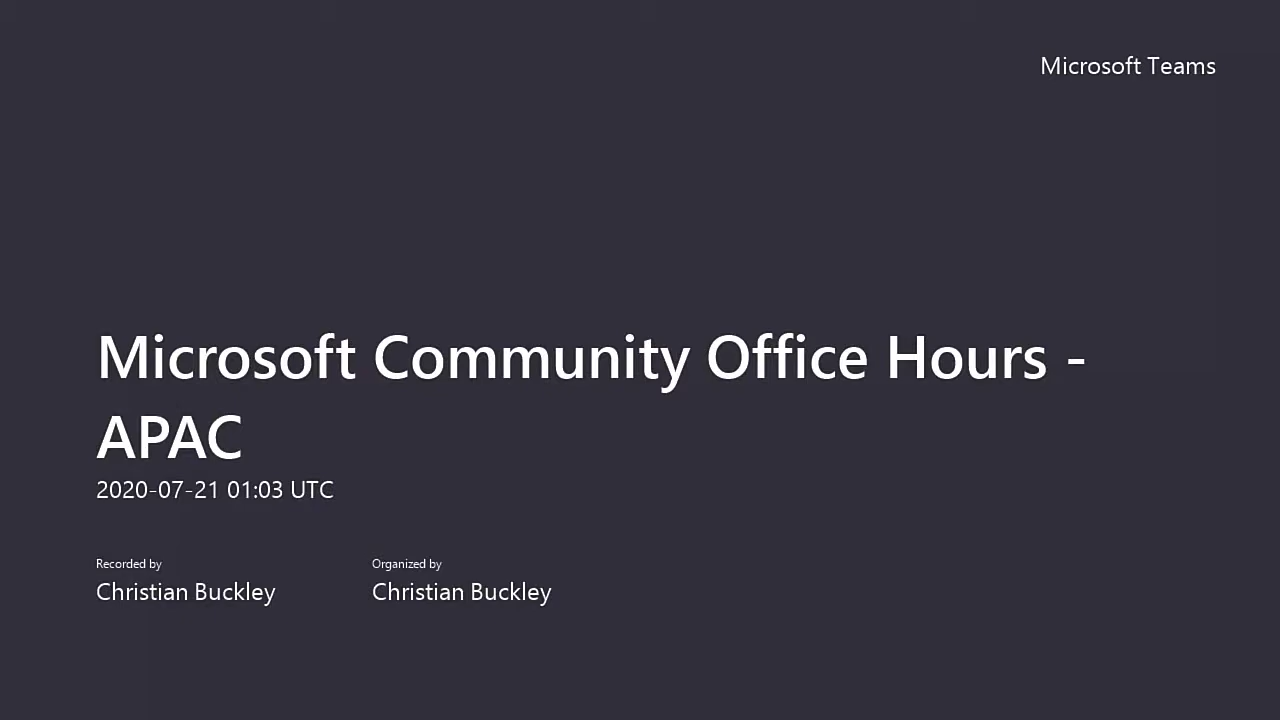 Microsoft Teams
Microsoft Community Office Hours -
APAC
2020-07-21 01:03 UTC
Recorded by
Christian Buckley
Organized by
Christian Buckley